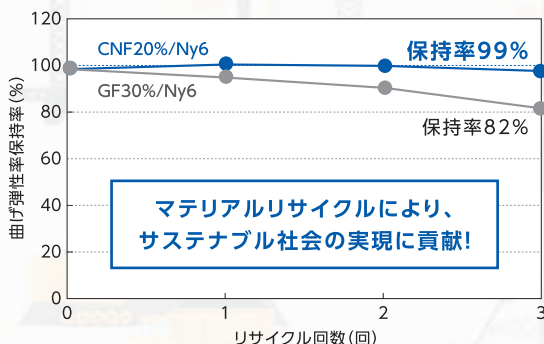 120
100
80
60
40
20
0
曲げ弾性率保持率(%)
CNF20%/Ny6
GF30%/Ny6
保持率99%
保持率82%
マテリアルリサイクルにより、
サステナブル社会の実現に貢献!
0 1 2 3
リサイクル回数(回)